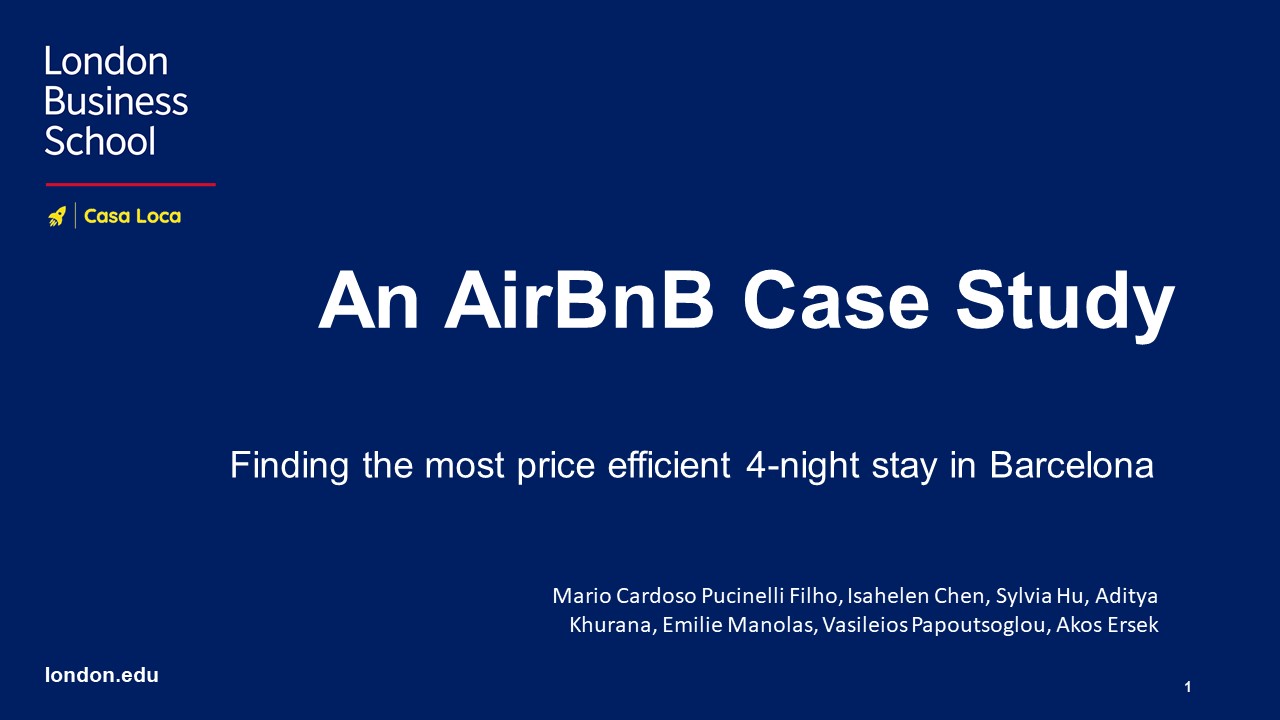 London
Business
School
Casa Loca
An AirBnB Case Study
Finding the most price efficient 4-night stay in Barcelona
Mario Cardoso Pucinelli Filho, Isahelen Chen, Sylvia Hu, Aditya
Khurana, Emilie Manolas, Vasileios Papoutsoglou, Akos Ersek
london.edu
1